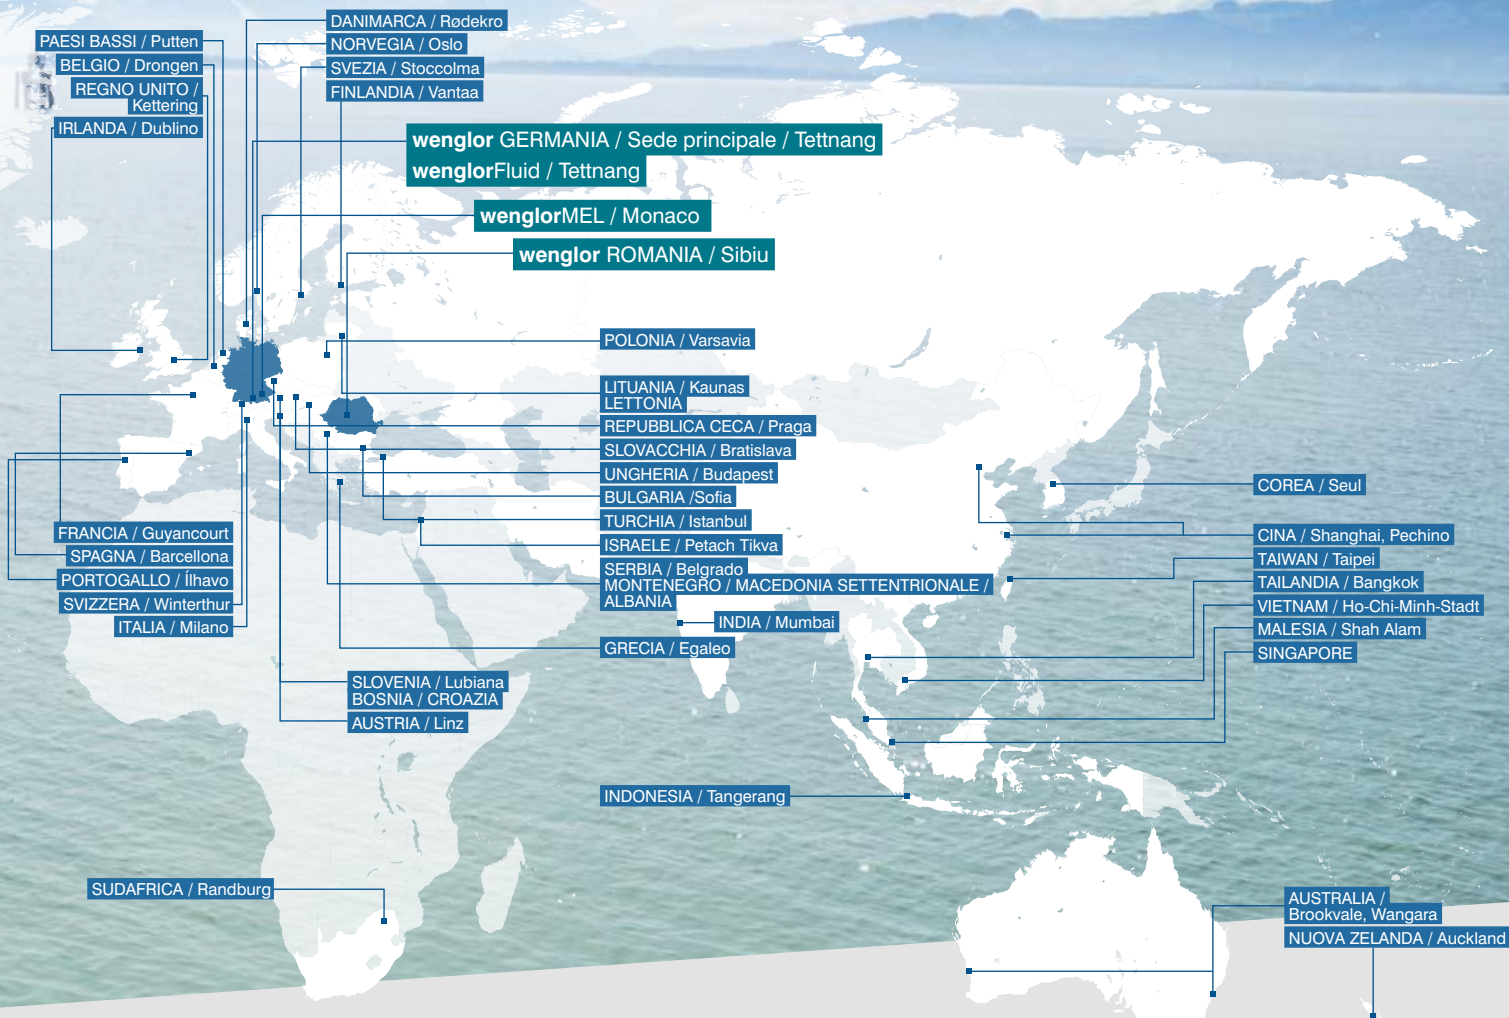 DANIMARCA / Rødekro
NORVEGIA / Oslo
SVEZIA / Stoccolma
FINLANDIA / Vantaa
PAESI BASSI / Putten
BELGIO / Drongen
REGNO UNITO /
Kettering
IRLANDA / Dublino
wenglor GERMANIA / Sede principale / Tettnang
wenglorFluid / Tettnang
wenglorMEL / Monaco
wenglor ROMANIA / Sibiu
POLONIA / Varsavia
LITUANIA / Kaunas
LETTONIA
REPUBBLICA CECA / Praga
SLOVACCHIA / Bratislava
UNGHERIA / Budapest
BULGARIA /Sofia
TURCHIA / Istanbul
ISRAELE / Petach Tikva
SERBIA / Belgrado
MONTENEGRO / MACEDONIA SETTENTRIONALE /
ALBANIA
INDIA / Mumbai
GRECIA / Egaleo
FRANCIA / Guyancourt
SPAGNA / Barcellona
PORTOGALLO / Ílhavo
SVIZZERA / Winterthur
ITALIA / Milano
SLOVENIA / Lubiana
BOSNIA / CROAZIA
AUSTRIA / Linz
COREA / Seul
CINA / Shanghai, Pechino
TAIWAN / Taipei
TAILANDIA / Bangkok
VIETNAM / Ho-Chi-Minh-Stadt
MALESIA / Shah Alam
SINGAPORE
INDONESIA / Tangerang
SUDAFRICA / Randburg
AUSTRALIA /
Brookvale, Wangara
NUOVA ZELANDA / Auckland